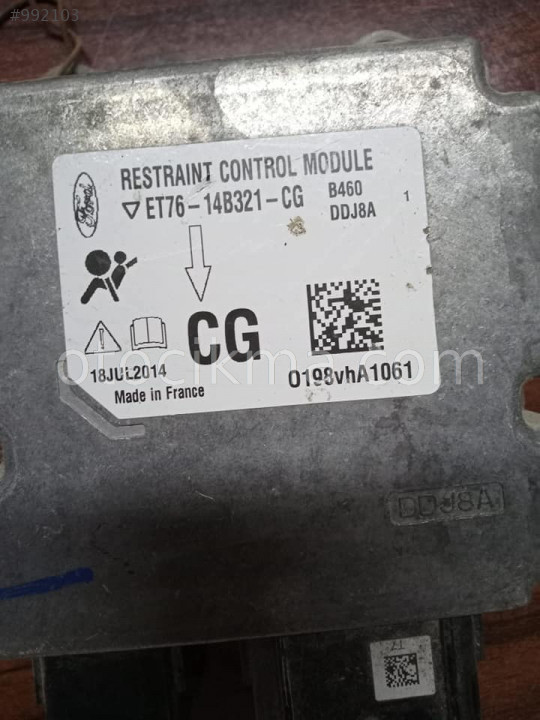 #992103
RESTRAINT CONTROL MODULE
Ford
ET76-14B321-CG
B460
DDJ8A
1
CG
18JUL2014
Made in France
0198vhA1061
otocikma.com
DDJ8A